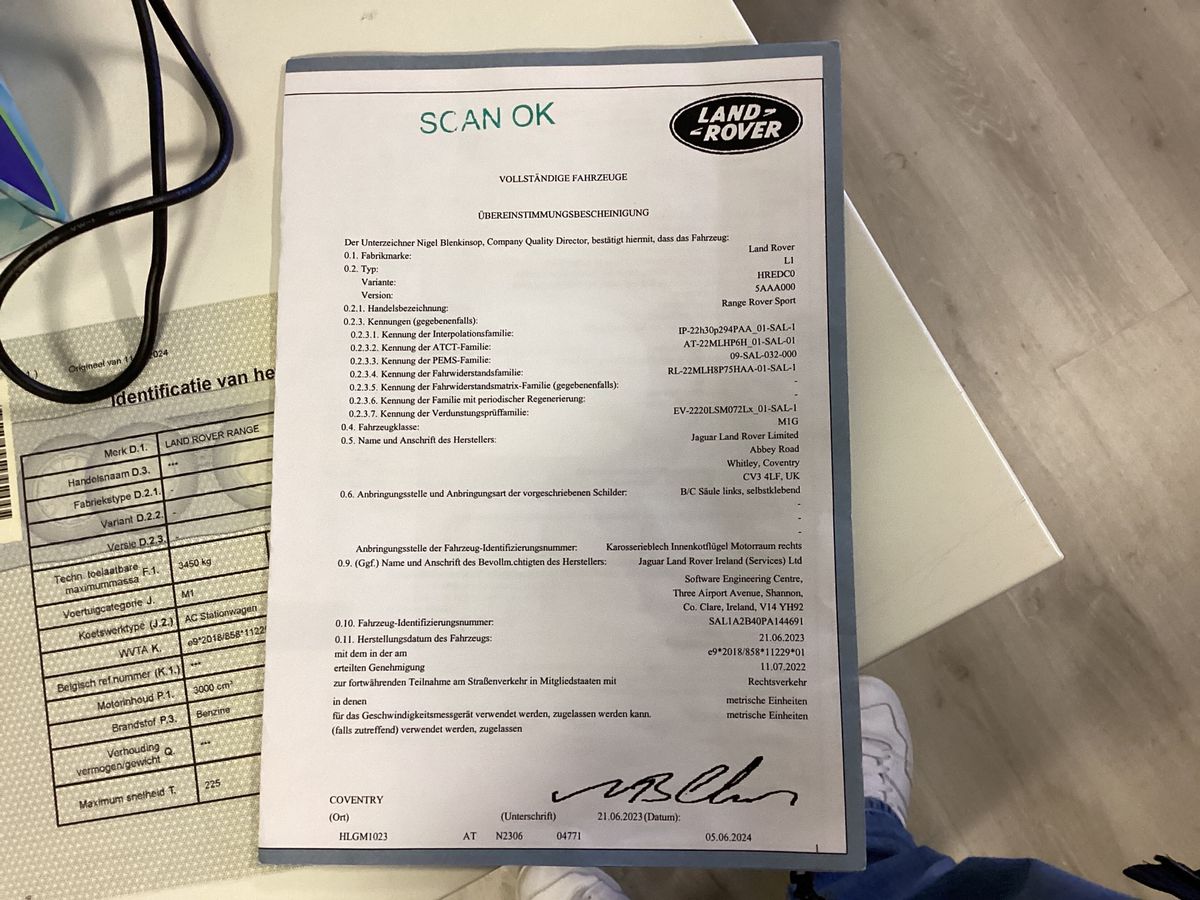 SCAN OK
LAND ROVER
VOLLSTÄNDIGE FAHRZEUGE
ÜBEREINSTIMMUNGSBESCHEINIGUNG
Der Unterzeichner Nigel Blenkinsop, Company Quality Director, bestätigt hiermit, dass das Fahrzeug:
0.1. Fabrikmarke: Land Rover
0.2. Typ: L1
Variante: HREDC0
Version: 5AAA000
0.2.1. Handelsbezeichnung: Range Rover Sport
0.2.3. Kennungen (gegebenenfalls):
0.2.3.1. Kennung der Interpolationsfamilie: IP-22h30p294PAA_01-SAL-1
0.2.3.2. Kennung der ATCT-Familie: AT-22MLHP6H_01-SAL-01
0.2.3.3. Kennung der PEMS-Familie: 09-SAL-032-000
0.2.3.4. Kennung der Fahrwiderstandsfamilie: RL-22MLH8P75HAA-01-SAL-1
0.2.3.5. Kennung der Fahrwiderstandsmatrix-Familie (gegebenenfalls): -
0.2.3.6. Kennung der Familie mit periodischer Regenerierung: -
0.2.3.7. Kennung der Verdunstungsprüffamilie: EV-2220LSM072Lx_01-SAL-1
0.4. Fahrzeugklasse: M1G
0.5. Name und Anschrift des Herstellers: Jaguar Land Rover Limited
Abbey Road
Whitley, Coventry
CV3 4LF, UK
0.6. Anbringungsstelle und Anbringungsart der vorgeschriebenen Schilder: B/C Säule links, selbstklebend
-
-
-
Anbringungsstelle der Fahrzeug-Identifizierungsnummer: Karosserieblech Innenkotflügel Motorraum rechts
0.9. (Ggf.) Name und Anschrift des Bevollm.chtigten des Herstellers: Jaguar Land Rover Ireland (Services) Ltd
Software Engineering Centre,
Three Airport Avenue, Shannon,
Co. Clare, Ireland, V14 YH92
0.10. Fahrzeug-Identifizierungsnummer: SAL1A2B40PA144691
0.11. Herstellungsdatum des Fahrzeugs: 21.06.2023
mit dem in der am e9*2018/858*11229*01
erteilten Genehmigung 11.07.2022
zur fortwährenden Teilnahme am Straßenverkehr in Mitgliedstaaten mit Rechtsverkehr
in denen metrische Einheiten
für das Geschwindigkeitsmessgerät verwendet werden, zugelassen werden kann. metrische Einheiten
(falls zutreffend) verwendet werden, zugelassen
COVENTRY
(Ort) (Unterschrift) 21.06.2023 (Datum):
HLGM1023 AT N2306 04771 05.06.2024
Origineel van 11 2024
Identificatie van he
Merk D.1. LAND ROVER RANGE
Handelsnaam D.3. ***
Fabriekstype D.2.1. -
Variant D.2.2. -
Versie D.2.3. -
Techn. toelaatbare maximummassa F.1. 3450 kg
Voertuigcategorie J. M1
Koetswerktype (J.2.) AC Stationwagen
WVTA K. e9*2018/858*1122
Belgisch ref.nummer (K.1.) ***
Motorinhoud P.1. 3000 cm³
Brandstof P.3. Benzine
Verhouding vermogen/gewicht Q. ***
Maximum snelheid T. 225